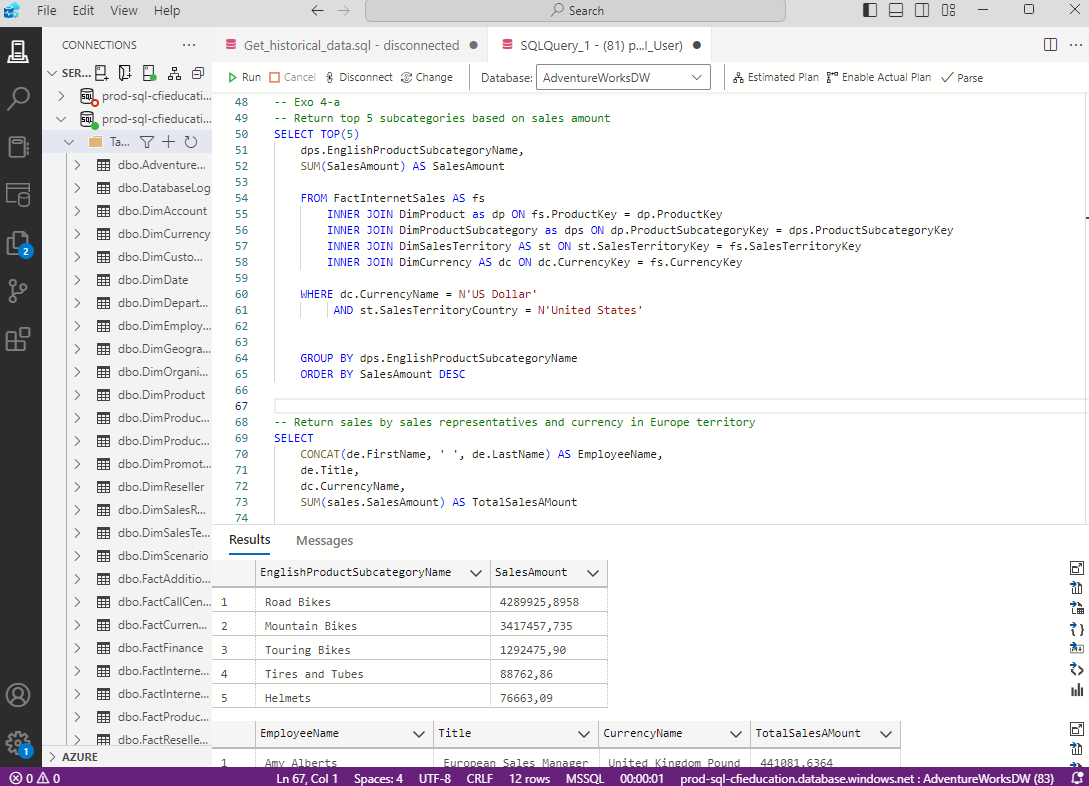 File Edit View Help Search
CONNECTIONS ···
Get_historical_data.sql - disconnected
SQLQuery_1 - (81) p...l_User)
SER...
Run Cancel Disconnect Change Database: AdventureWorksDW Estimated Plan Enable Actual Plan Parse
prod-sql-cfieducati...
prod-sql-cfieducati...
Ta...
dbo.Adventure...
dbo.DatabaseLog
dbo.DimAccount
dbo.DimCurrency
dbo.DimCusto...
dbo.DimDate
dbo.DimDepart...
dbo.DimEmploy...
dbo.DimGeogra...
dbo.DimOrgani...
dbo.DimProduct
dbo.DimProduc...
dbo.DimProduc...
dbo.DimPromot...
dbo.DimReseller
dbo.DimSalesR...
dbo.DimSalesTe...
dbo.DimScenario
dbo.FactAdditio...
dbo.FactCallCen...
dbo.FactCurren...
dbo.FactFinance
dbo.FactInterne...
dbo.FactInterne...
dbo.FactProduc...
dbo.FactReselle...
AZURE
2
1
48 -- Exo 4-a
49 -- Return top 5 subcategories based on sales amount
50 SELECT TOP(5)
51 dps.EnglishProductSubcategoryName,
52 SUM(SalesAmount) AS SalesAmount
53
54 FROM FactInternetSales AS fs
55 INNER JOIN DimProduct as dp ON fs.ProductKey = dp.ProductKey
56 INNER JOIN DimProductSubcategory as dps ON dp.ProductSubcategoryKey = dps.ProductSubcategoryKey
57 INNER JOIN DimSalesTerritory AS st ON st.SalesTerritoryKey = fs.SalesTerritoryKey
58 INNER JOIN DimCurrency AS dc ON dc.CurrencyKey = fs.CurrencyKey
59
60 WHERE dc.CurrencyName = N'US Dollar'
61 AND st.SalesTerritoryCountry = N'United States'
62
63
64 GROUP BY dps.EnglishProductSubcategoryName
65 ORDER BY SalesAmount DESC
66
67
68 -- Return sales by sales representatives and currency in Europe territory
69 SELECT
70 CONCAT(de.FirstName, ' ', de.LastName) AS EmployeeName,
71 de.Title,
72 dc.CurrencyName,
73 SUM(sales.SalesAmount) AS TotalSalesAMount
74
Results Messages
EnglishProductSubcategoryName SalesAmount
1 Road Bikes 4289925,8958
2 Mountain Bikes 3417457,735
3 Touring Bikes 1292475,90
4 Tires and Tubes 88762,86
5 Helmets 76663,09
EmployeeName Title CurrencyName TotalSalesAMount
1 Amy Alberts European Sales Manager United Kingdom Pound 441081,6364
0 0 Ln 67, Col 1 Spaces: 4 UTF-8 CRLF 12 rows MSSQL 00:00:01 prod-sql-cfieducation.database.windows.net : AdventureWorksDW (83)